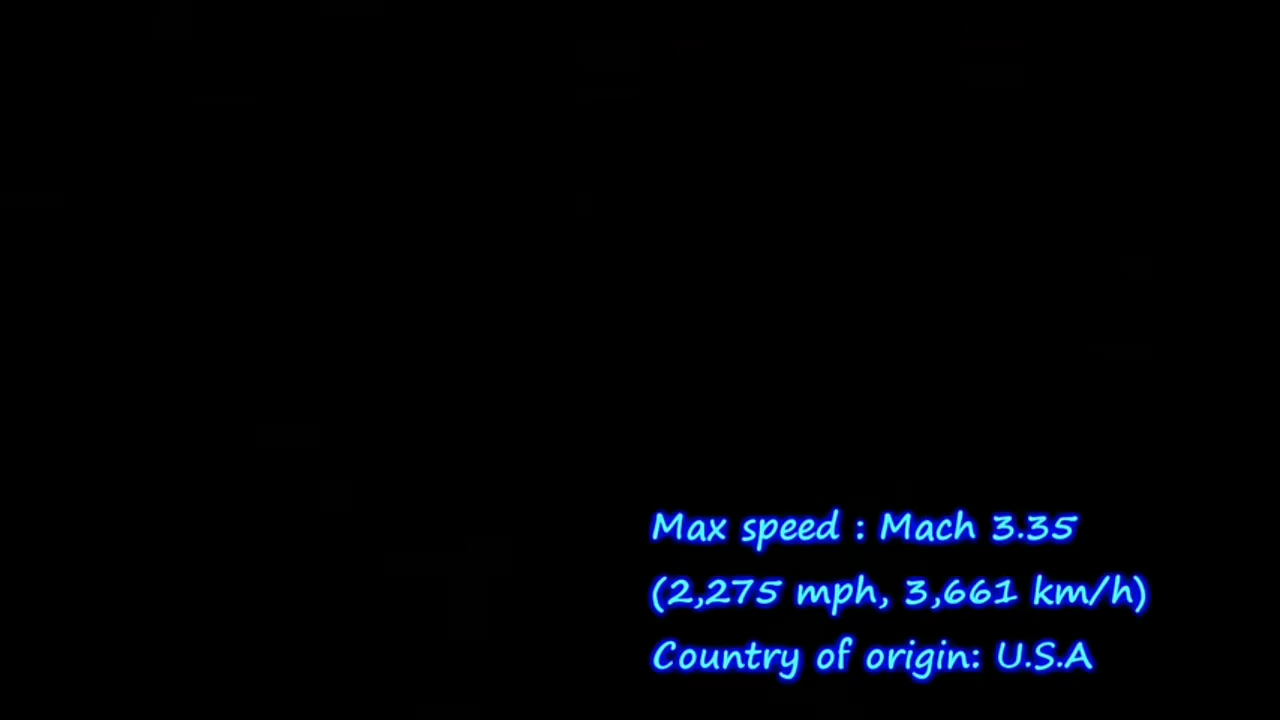 Max speed : Mach 3.35
(2,275 mph, 3,661 km/h)
Country of origin: U.S.A